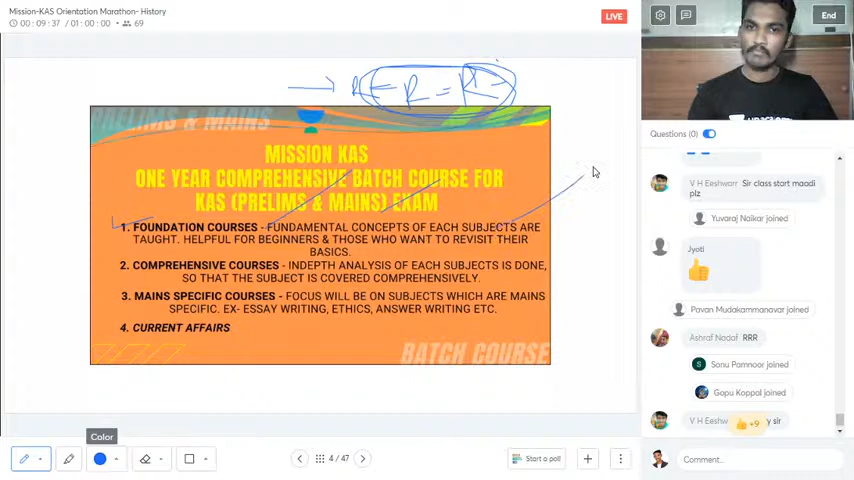 Mission-KAS Orientation Marathon- History
00 : 09 : 37 / 01 : 00 : 00 • 69
LIVE
End
R = R = R =
PRELIMS & MAINS
MISSION KAS
ONE YEAR COMPREHENSIVE BATCH COURSE FOR
KAS (PRELIMS & MAINS) EXAM
1. FOUNDATION COURSES - FUNDAMENTAL CONCEPTS OF EACH SUBJECTS ARE
TAUGHT. HELPFUL FOR BEGINNERS & THOSE WHO WANT TO REVISIT THEIR
BASICS.
2. COMPREHENSIVE COURSES - INDEPTH ANALYSIS OF EACH SUBJECTS IS DONE,
SO THAT THE SUBJECT IS COVERED COMPREHENSIVELY.
3. MAINS SPECIFIC COURSES - FOCUS WILL BE ON SUBJECTS WHICH ARE MAINS
SPECIFIC. EX- ESSAY WRITING, ETHICS, ANSWER WRITING ETC.
4. CURRENT AFFAIRS
BATCH COURSE
Color
4 / 47
Start a poll
Questions (0)
V H Eeshwarr Sir class start maadi
plz
Yuvaraj Naikar joined
Jyoti
Pavan Mudakammanavar joined
Ashraf Nadaf RRR
Sonu Pamnoor joined
Gopu Koppal joined
V H Eeshw
+9
y sir
Comment...